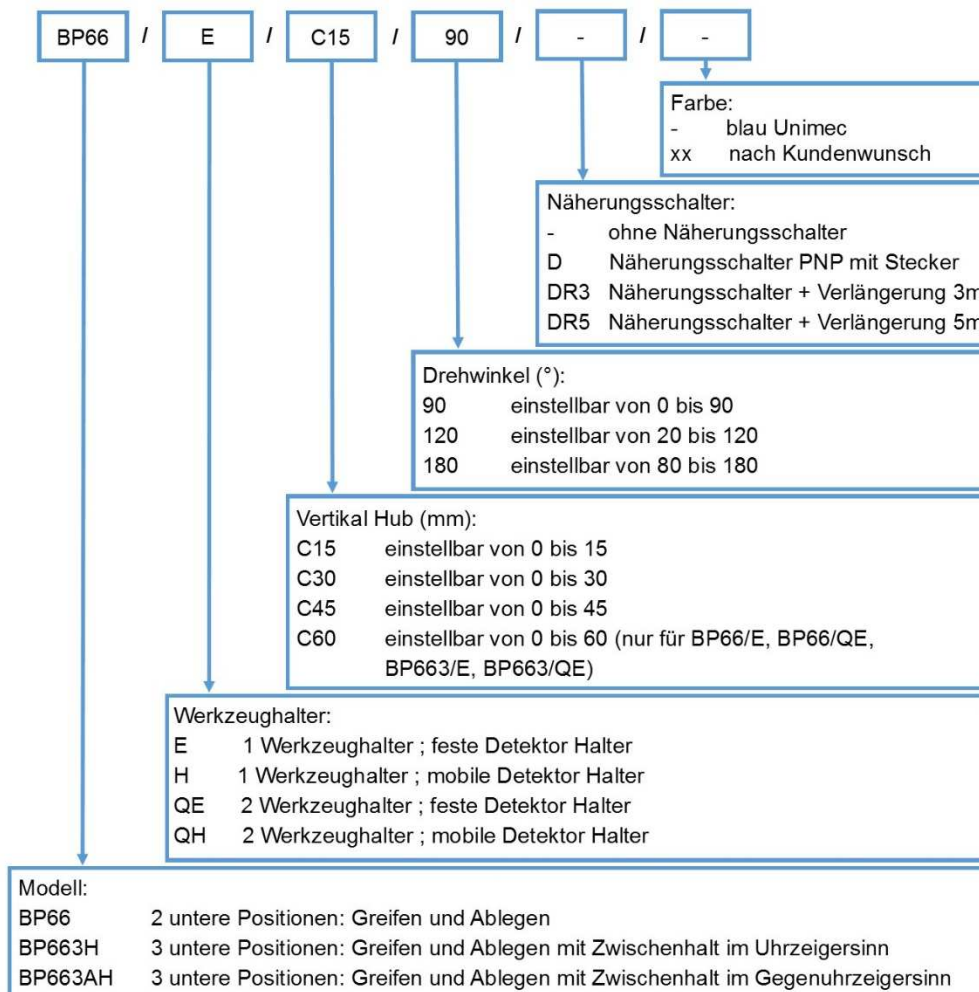 BP66 / E / C15 / 90 / - / -
Farbe:
- blau Unimec
xx nach Kundenwunsch
Näherungsschalter:
- ohne Näherungsschalter
D Näherungsschalter PNP mit Stecker
DR3 Näherungsschalter + Verlängerung 3m
DR5 Näherungsschalter + Verlängerung 5m
Drehwinkel (°):
90 einstellbar von 0 bis 90
120 einstellbar von 20 bis 120
180 einstellbar von 80 bis 180
Vertikal Hub (mm):
C15 einstellbar von 0 bis 15
C30 einstellbar von 0 bis 30
C45 einstellbar von 0 bis 45
C60 einstellbar von 0 bis 60 (nur für BP66/E, BP66/QE,
BP663/E, BP663/QE)
Werkzeughalter:
E 1 Werkzeughalter ; feste Detektor Halter
H 1 Werkzeughalter ; mobile Detektor Halter
QE 2 Werkzeughalter ; feste Detektor Halter
QH 2 Werkzeughalter ; mobile Detektor Halter
Modell:
BP66 2 untere Positionen: Greifen und Ablegen
BP663H 3 untere Positionen: Greifen und Ablegen mit Zwischenhalt im Uhrzeigersinn
BP663AH 3 untere Positionen: Greifen und Ablegen mit Zwischenhalt im Gegenuhrzeigersinn